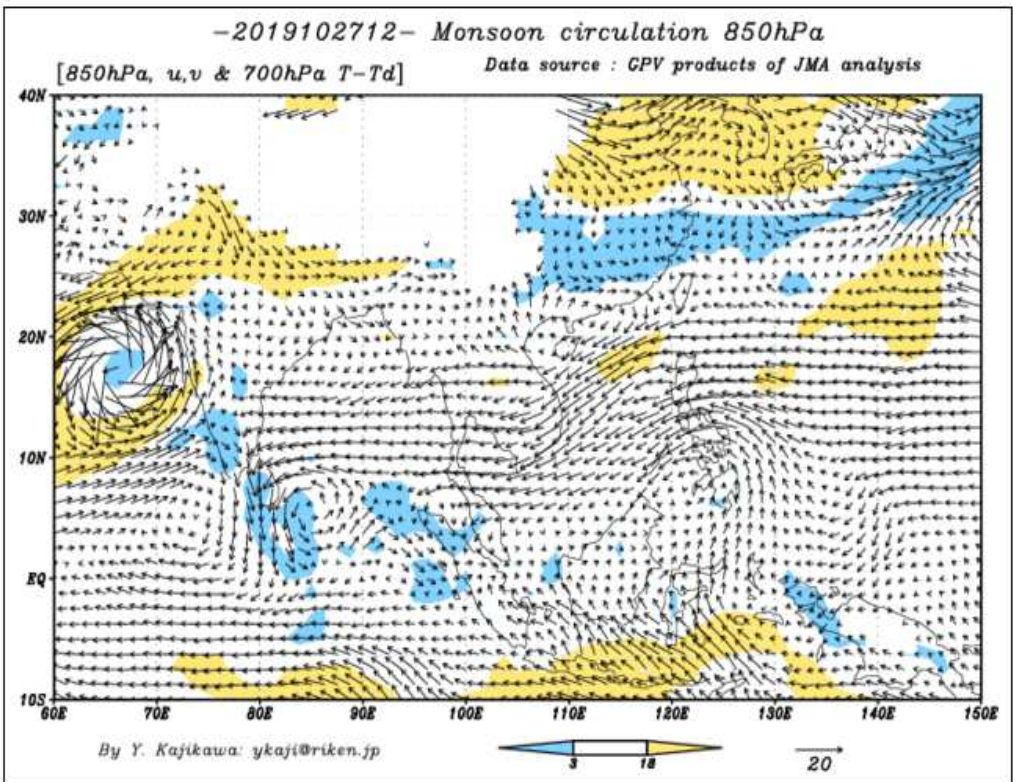 -2019102712- Monsoon circulation 850hPa
[850hPa, u,v & 700hPa T-Td]
Data source : GPV products of JMA analysis
40N
30N
20N
10N
EQ
10S
60E 70E 80E 90E 100E 110E 120E 130E 140E 150E
By Y. Kajikawa: ykaji@riken.jp
3 18
20